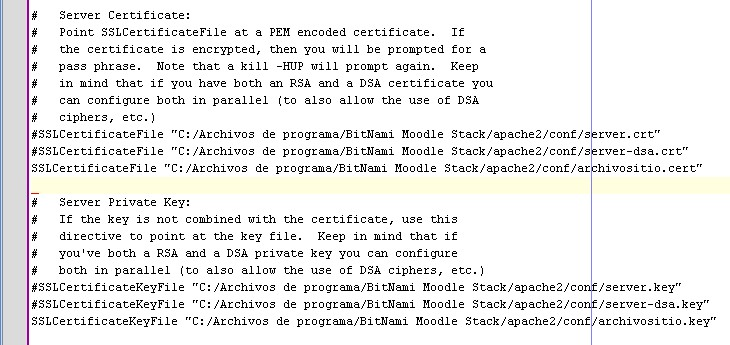 #   Server Certificate:
#   Point SSLCertificateFile at a PEM encoded certificate.  If
#   the certificate is encrypted, then you will be prompted for a
#   pass phrase.  Note that a kill -HUP will prompt again.  Keep
#   in mind that if you have both an RSA and a DSA certificate you
#   can configure both in parallel (to also allow the use of DSA
#   ciphers, etc.)
#SSLCertificateFile "C:/Archivos de programa/BitNami Moodle Stack/apache2/conf/server.crt"
#SSLCertificateFile "C:/Archivos de programa/BitNami Moodle Stack/apache2/conf/server-dsa.crt"
SSLCertificateFile "C:/Archivos de programa/BitNami Moodle Stack/apache2/conf/archivositio.cert"
#   Server Private Key:
#   If the key is not combined with the certificate, use this
#   directive to point at the key file.  Keep in mind that if
#   you've both a RSA and a DSA private key you can configure
#   both in parallel (to also allow the use of DSA ciphers, etc.)
#SSLCertificateKeyFile "C:/Archivos de programa/BitNami Moodle Stack/apache2/conf/server.key"
#SSLCertificateKeyFile "C:/Archivos de programa/BitNami Moodle Stack/apache2/conf/server-dsa.key"
SSLCertificateKeyFile "C:/Archivos de programa/BitNami Moodle Stack/apache2/conf/archivositio.key"